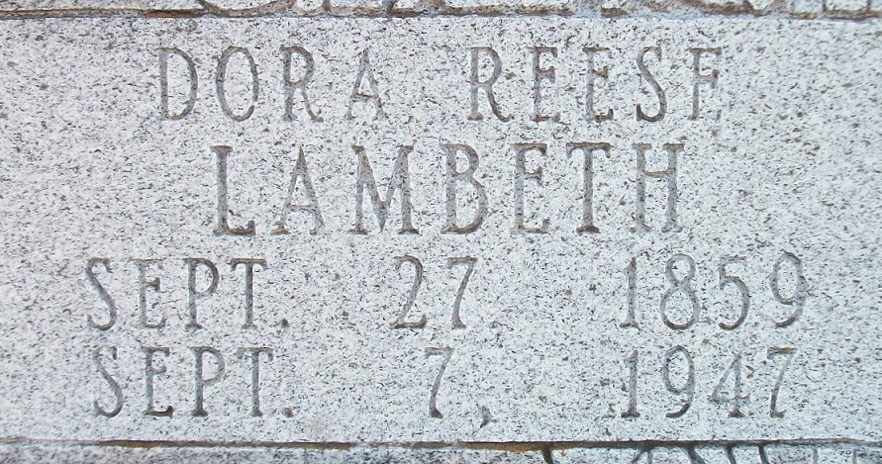 DORA REESE
LAMBETH
SEPT. 27 1859
SEPT. 7, 1947